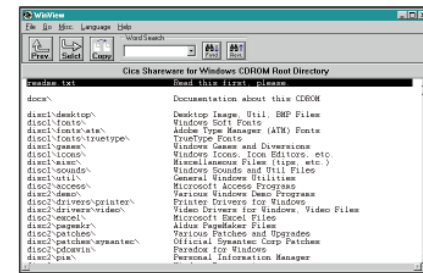 WinView
File Go Misc. Language Help
Word Search
Prev. Selct Copy Find Next
Cica Shareware for Windows CDROM Root Directory
readme.txt Read this first, please.
docs\ Documentation about this CDROM
disc1\desktop\ Desktop Image, Util, BMP Files
disc1\fonts\ Windows Soft Fonts
disc1\fonts\atm\ Adobe Type Manager (ATM) Fonts
disc1\fonts\truetype\ TrueType Fonts
disc1\games\ Windows Games and Diversions
disc1\icons\ Windows Icons, Icon Editors, etc.
disc1\misc\ Miscellaneous Files (tips, etc.)
disc1\sounds\ Windows Sounds and Util Files
disc1\util\ General Windows Utilities
disc2\access\ Microsoft Access Programs
disc2\demo\ Various Windows Demo Programs
disc2\drivers\printer\ Printer Drivers for Windows
disc2\drivers\video\ Video Drivers for Windows, Video Files
disc2\excel\ Microsoft Excel Files
disc2\pagemkr\ Aldus PageMaker Files
disc2\patches\ Various Patches and Upgrades
disc2\patches\symantec\ Official Symantec Corp Patches
disc2\pdoxwin\ Paradox for Windows
disc2\pim\ Personal Information Manager